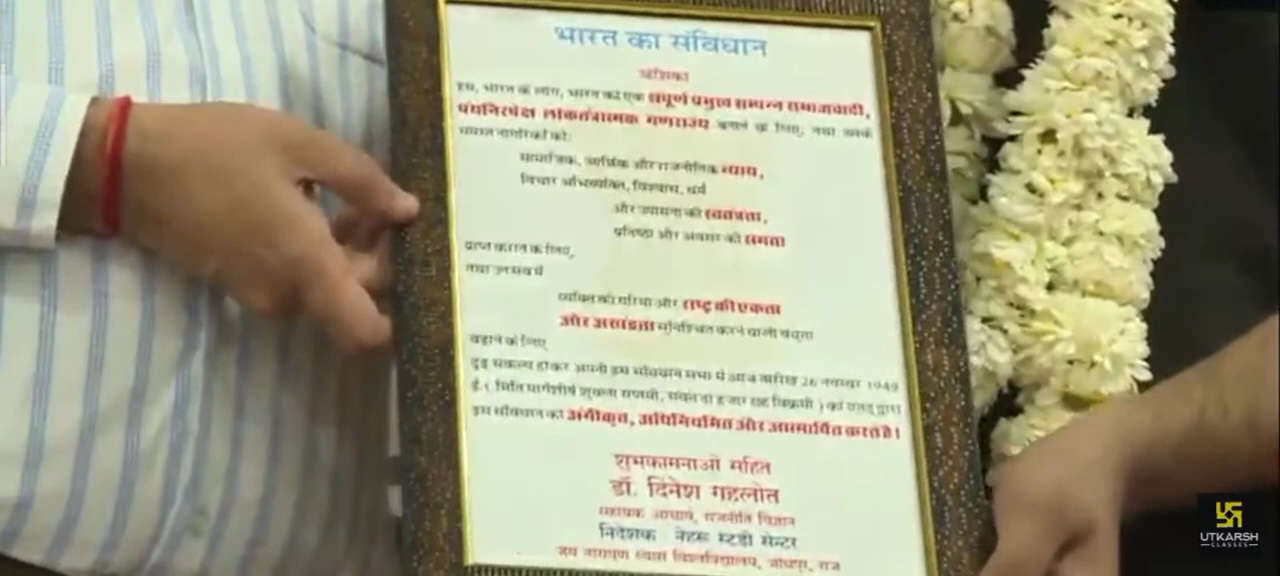 भारत का संविधान
उद्देशिका
हम, भारत के लोग, भारत को एक संपूर्ण प्रमुख सम्पन्न समाजवादी,
पंथनिरपेक्ष लोकतंत्रात्मक गणराज्य बनाने के लिए, तथा उसके
समस्त नागरिकों को:
सामाजिक, आर्थिक और राजनीतिक न्याय,
विचार अभिव्यक्ति, विश्वास, धर्म
और उपासना की स्वतंत्रता,
प्रतिष्ठा और अवसर की समता
प्राप्त कराने के लिए,
तथा उन सब में
व्यक्ति की गरिमा और राष्ट्र की एकता
और अखंडता सुनिश्चित करने वाली बंधुता
बढ़ाने के लिए
दृढ़ संकल्प होकर अपनी इस संविधान सभा में आज तारीख 26 नवम्बर 1949
ई. ( मिति मार्गशीर्ष शुक्ला सप्तमी, संवत दो हजार छह विक्रमी ) को एतद् द्वारा
इस संविधान को अंगीकृत, अधिनियमित और आत्मार्पित करते है।
शुभकामनाओं सहित
डॉ. दिनेश गहलोत
सहायक आचार्य, राजनीति विज्ञान
निदेशक नेहरू स्टडी सेन्टर
जय नारायण व्यास विश्वविद्यालय, जोधपुर, राज
UTKARSH
CLASSES